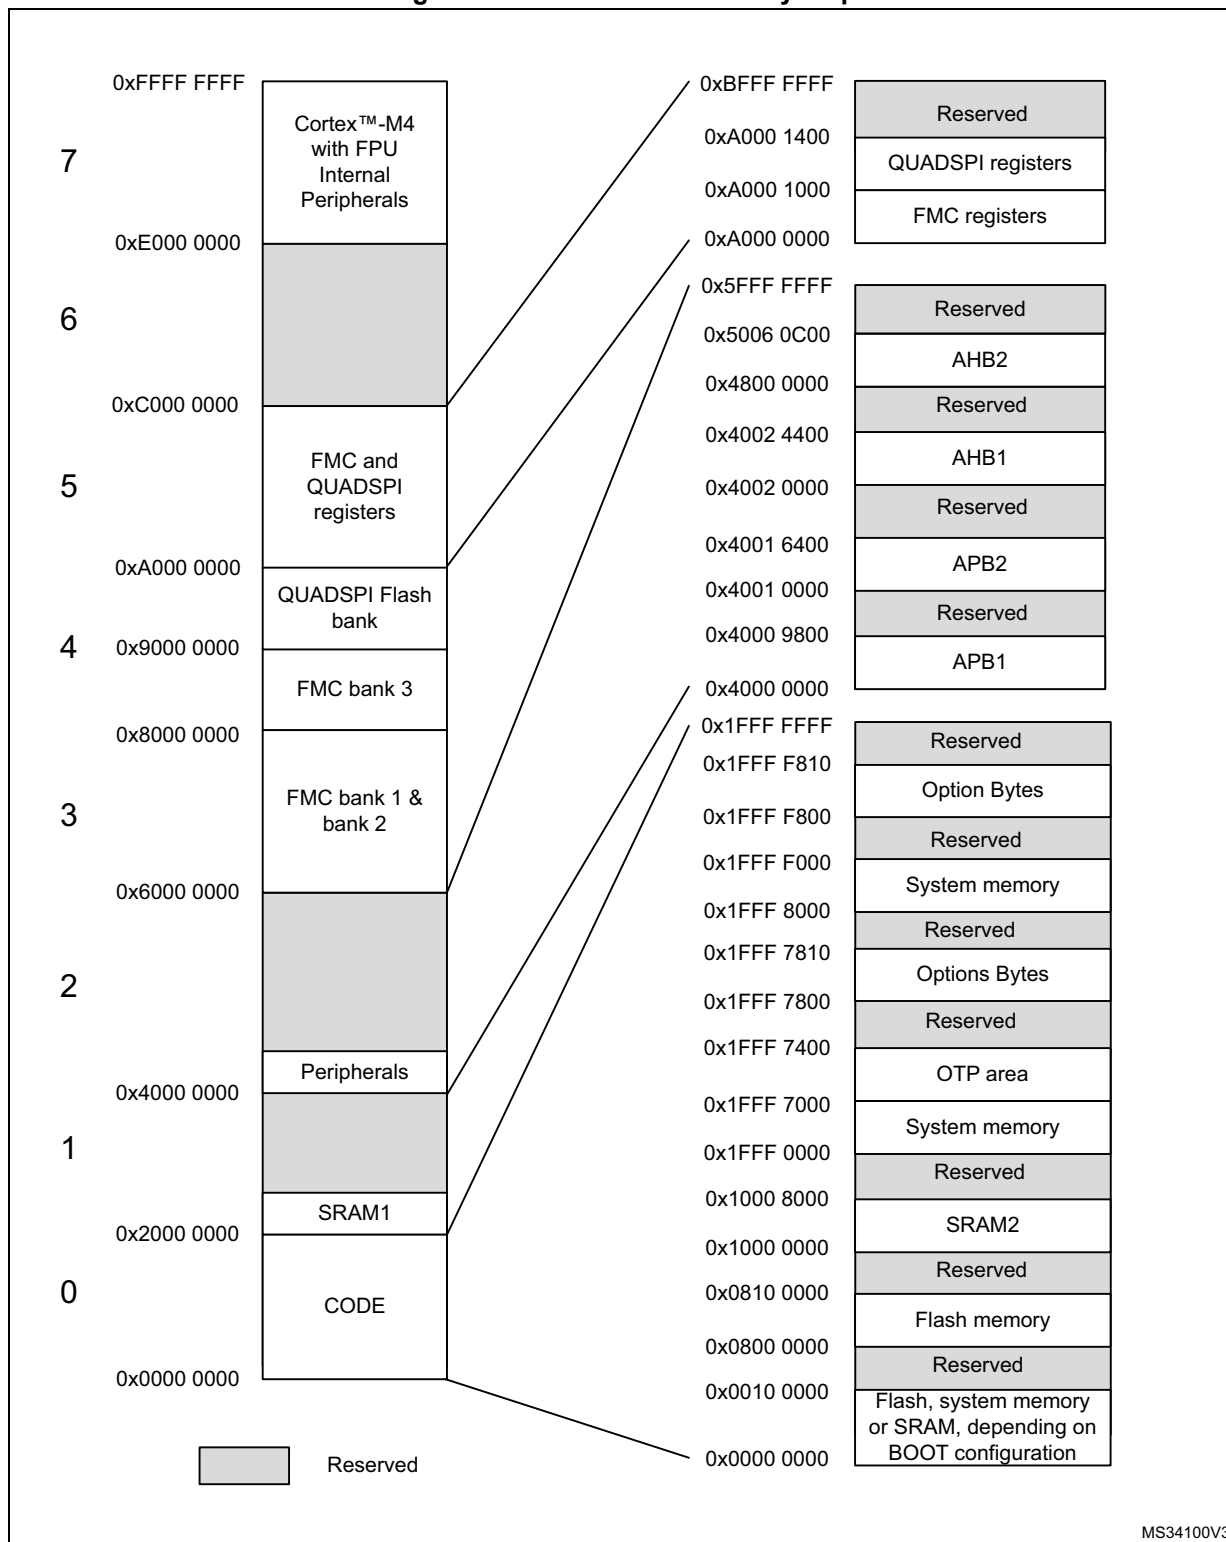 0xFFFF FFFF
Cortex™-M4
with FPU
Internal
Peripherals
7
0xE000 0000
6
0xC000 0000
FMC and
QUADSPI
registers
5
0xA000 0000
QUADSPI Flash
bank
4
0x9000 0000
FMC bank 3
0x8000 0000
FMC bank 1 &
bank 2
3
0x6000 0000
2
Peripherals
0x4000 0000
1
SRAM1
0x2000 0000
0
CODE
0x0000 0000
Reserved
0xBFFF FFFF
Reserved
0xA000 1400
QUADSPI registers
0xA000 1000
FMC registers
0xA000 0000
0x5FFF FFFF
Reserved
0x5006 0C00
AHB2
0x4800 0000
Reserved
0x4002 4400
AHB1
0x4002 0000
Reserved
0x4001 6400
APB2
0x4001 0000
Reserved
0x4000 9800
APB1
0x4000 0000
0x1FFF FFFF
Reserved
0x1FFF F810
Option Bytes
0x1FFF F800
Reserved
0x1FFF F000
System memory
0x1FFF 8000
Reserved
0x1FFF 7810
Options Bytes
0x1FFF 7800
Reserved
0x1FFF 7400
OTP area
0x1FFF 7000
System memory
0x1FFF 0000
Reserved
0x1000 8000
SRAM2
0x1000 0000
Reserved
0x0810 0000
Flash memory
0x0800 0000
Reserved
0x0010 0000
Flash, system memory
or SRAM, depending on
BOOT configuration
0x0000 0000
MS34100V3